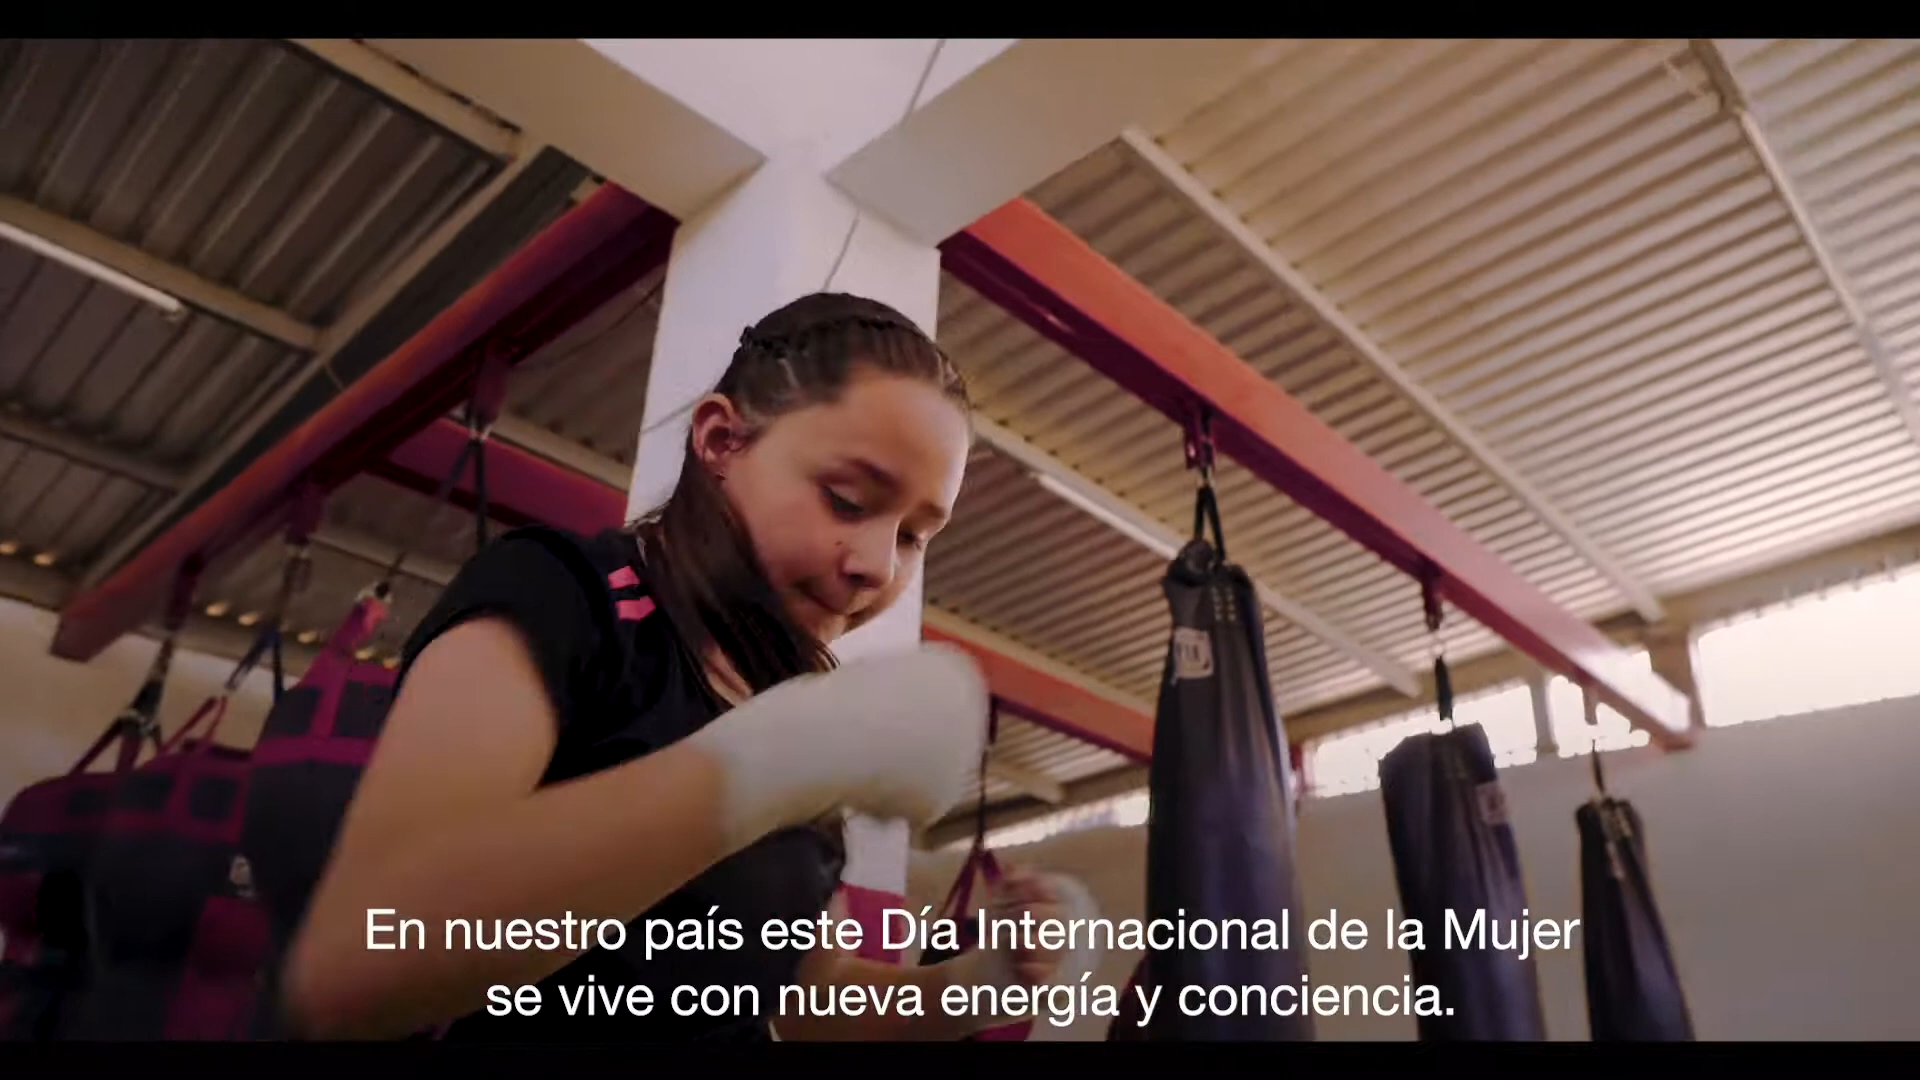 En nuestro país este Día Internacional de la Mujer
se vive con nueva energía y conciencia.